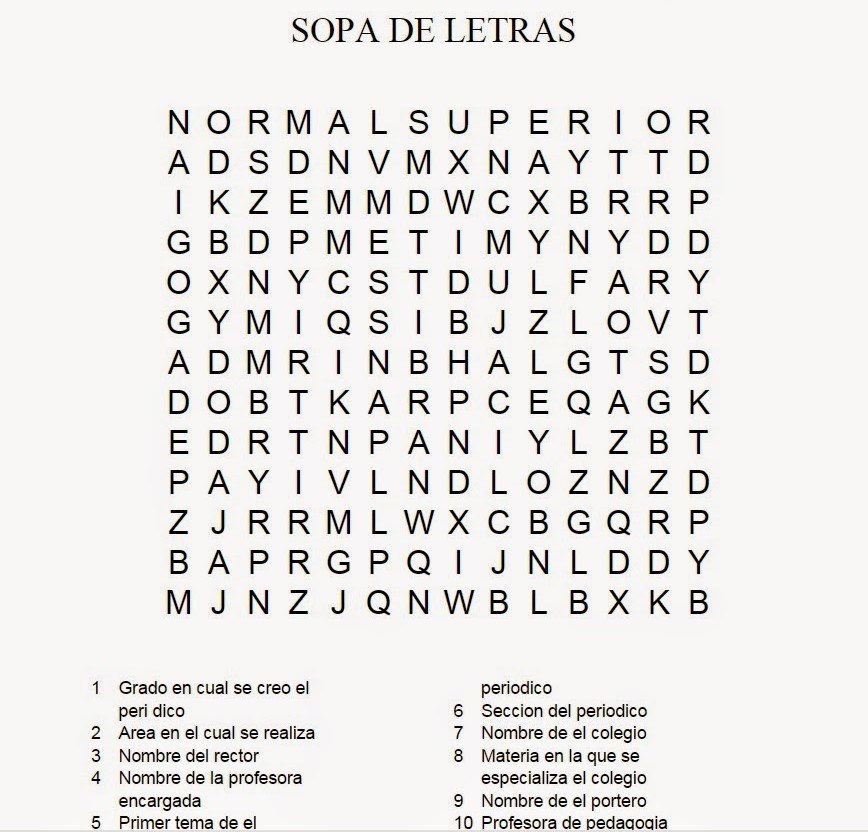 SOPA DE LETRAS
N O R M A L S U P E R I O R
A D S D N V M X N A Y T T D
I K Z E M M D W C X B R R P
G B D P M E T I M Y N Y D D
O X N Y C S T D U L F A R Y
G Y M I Q S I B J Z L O V T
A D M R I N B H A L G T S D
D O B T K A R P C E Q A G K
E D R T N P A N I Y L Z B T
P A Y I V L N D L O Z N Z D
Z J R R M L W X C B G Q R P
B A P R G P Q I J N L D D Y
M J N Z J Q N W B L B X K B
1 Grado en cual se creo el
peri dico
2 Area en el cual se realiza
3 Nombre del rector
4 Nombre de la profesora
encargada
5 Primer tema de el
periodico
6 Seccion del periodico
7 Nombre de el colegio
8 Materia en la que se
especializa el colegio
9 Nombre de el portero
10 Profesora de pedagogia